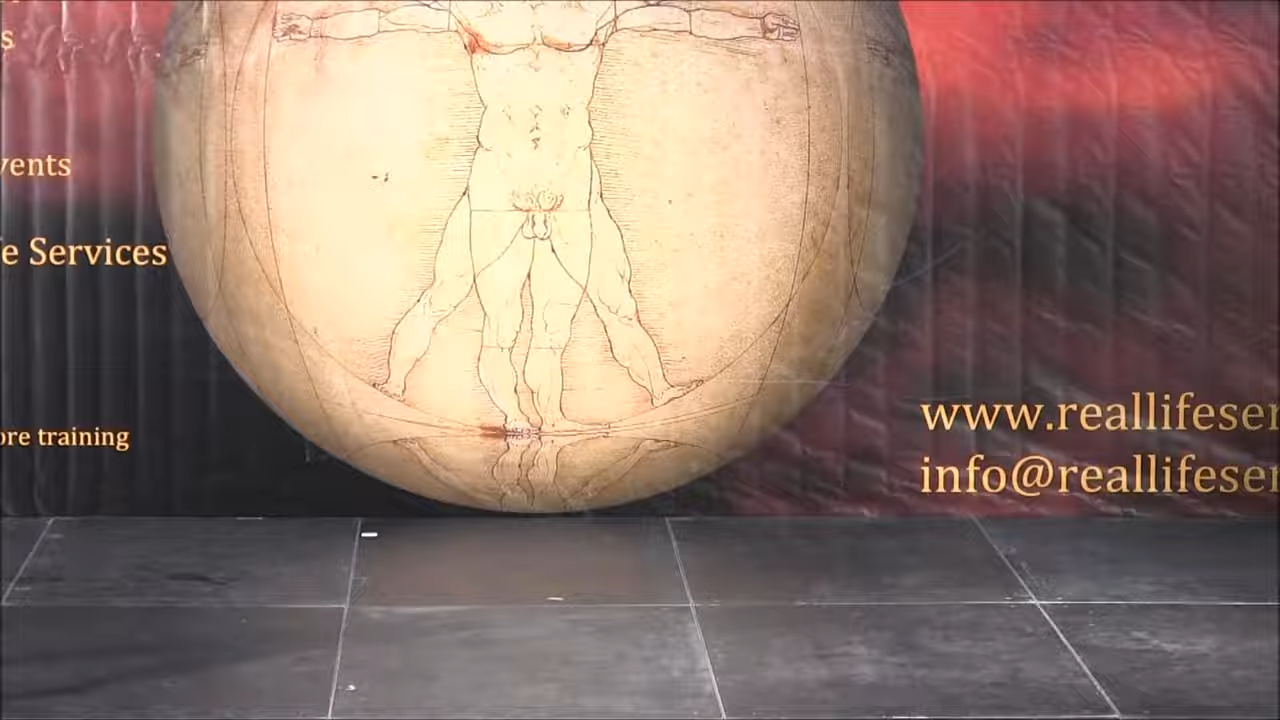 s
vents
e Services
ore training
www.reallifeser
info@reallifeser